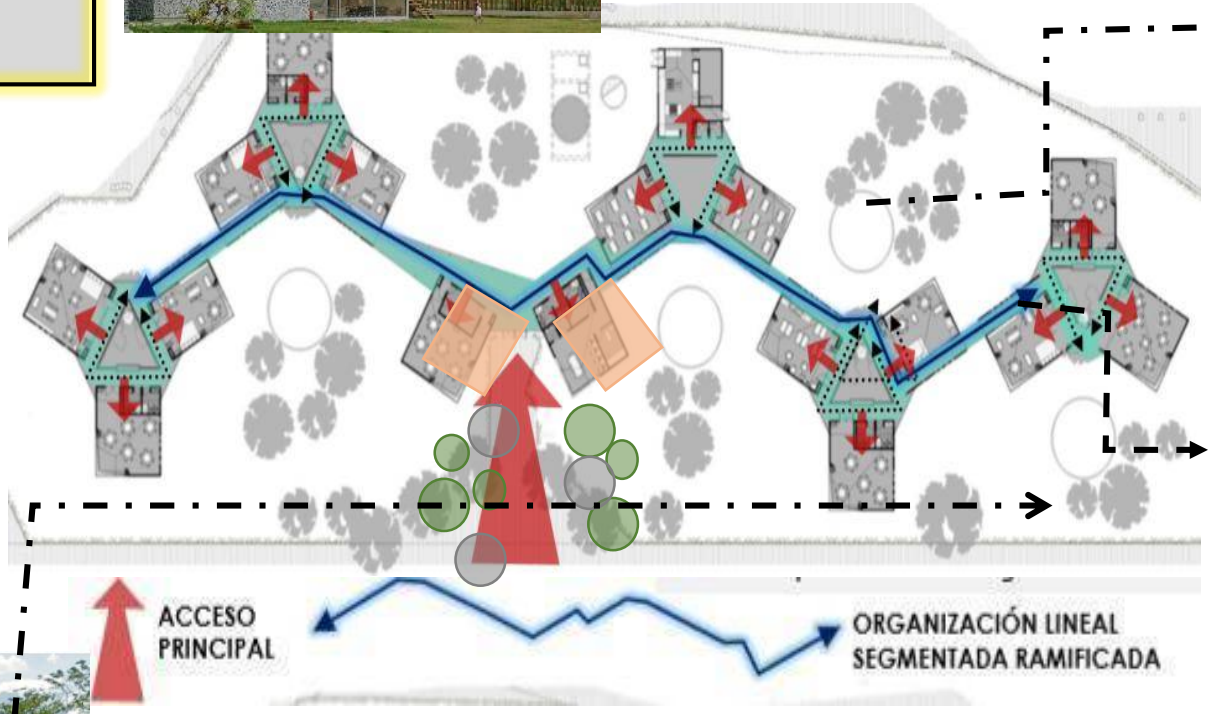 ACCESO
PRINCIPAL
ORGANIZACIÓN LINEAL
SEGMENTADA RAMIFICADA